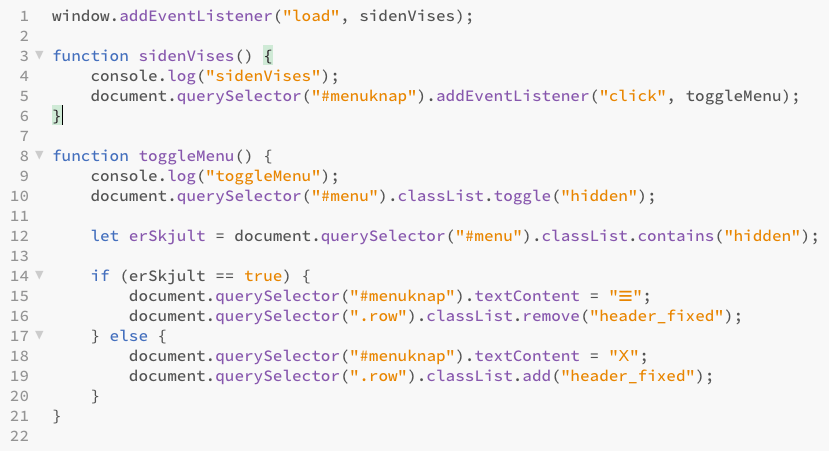 1 window.addEventListener("load", sidenVises);
2
3 function sidenVises() {
4     console.log("sidenVises");
5     document.querySelector("#menuknap").addEventListener("click", toggleMenu);
6 }
7
8 function toggleMenu() {
9     console.log("toggleMenu");
10     document.querySelector("#menu").classList.toggle("hidden");
11
12     let erSkjult = document.querySelector("#menu").classList.contains("hidden");
13
14     if (erSkjult == true) {
15         document.querySelector("#menuknap").textContent = "☰";
16         document.querySelector(".row").classList.remove("header_fixed");
17     } else {
18         document.querySelector("#menuknap").textContent = "X";
19         document.querySelector(".row").classList.add("header_fixed");
20     }
21 }
22